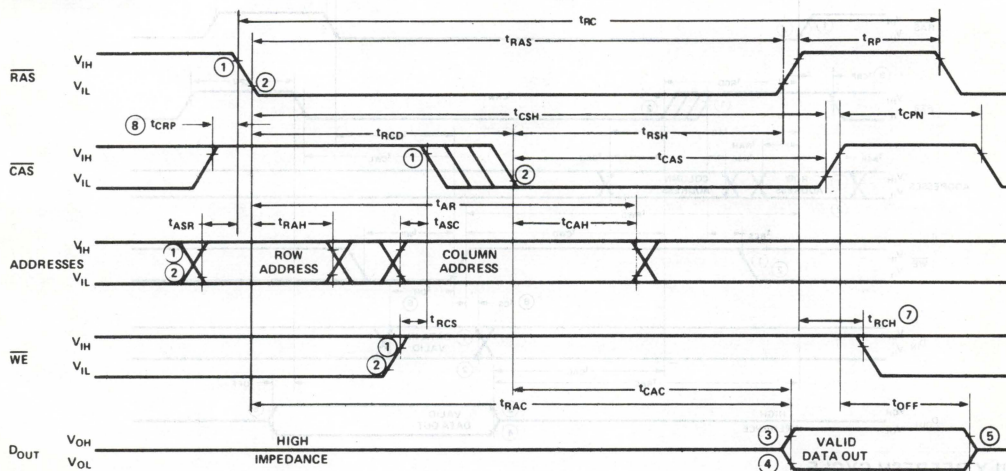 tRC
tRAS
tRP
RAS
VIH
VIL
①
②
tCSH
⑧ tCRP
tRCD
tRSH
tCPN
CAS
VIH
VIL
①
②
tCAS
tAR
tASR
tRAH
tASC
tCAH
ADDRESSES
VIH
VIL
①
②
ROW
ADDRESS
COLUMN
ADDRESS
tRCS
tRCH ⑦
WE
VIH
VIL
①
②
tCAC
tRAC
tOFF
DOUT
VOH
VOL
HIGH
IMPEDANCE
③
④
VALID
DATA OUT
⑤